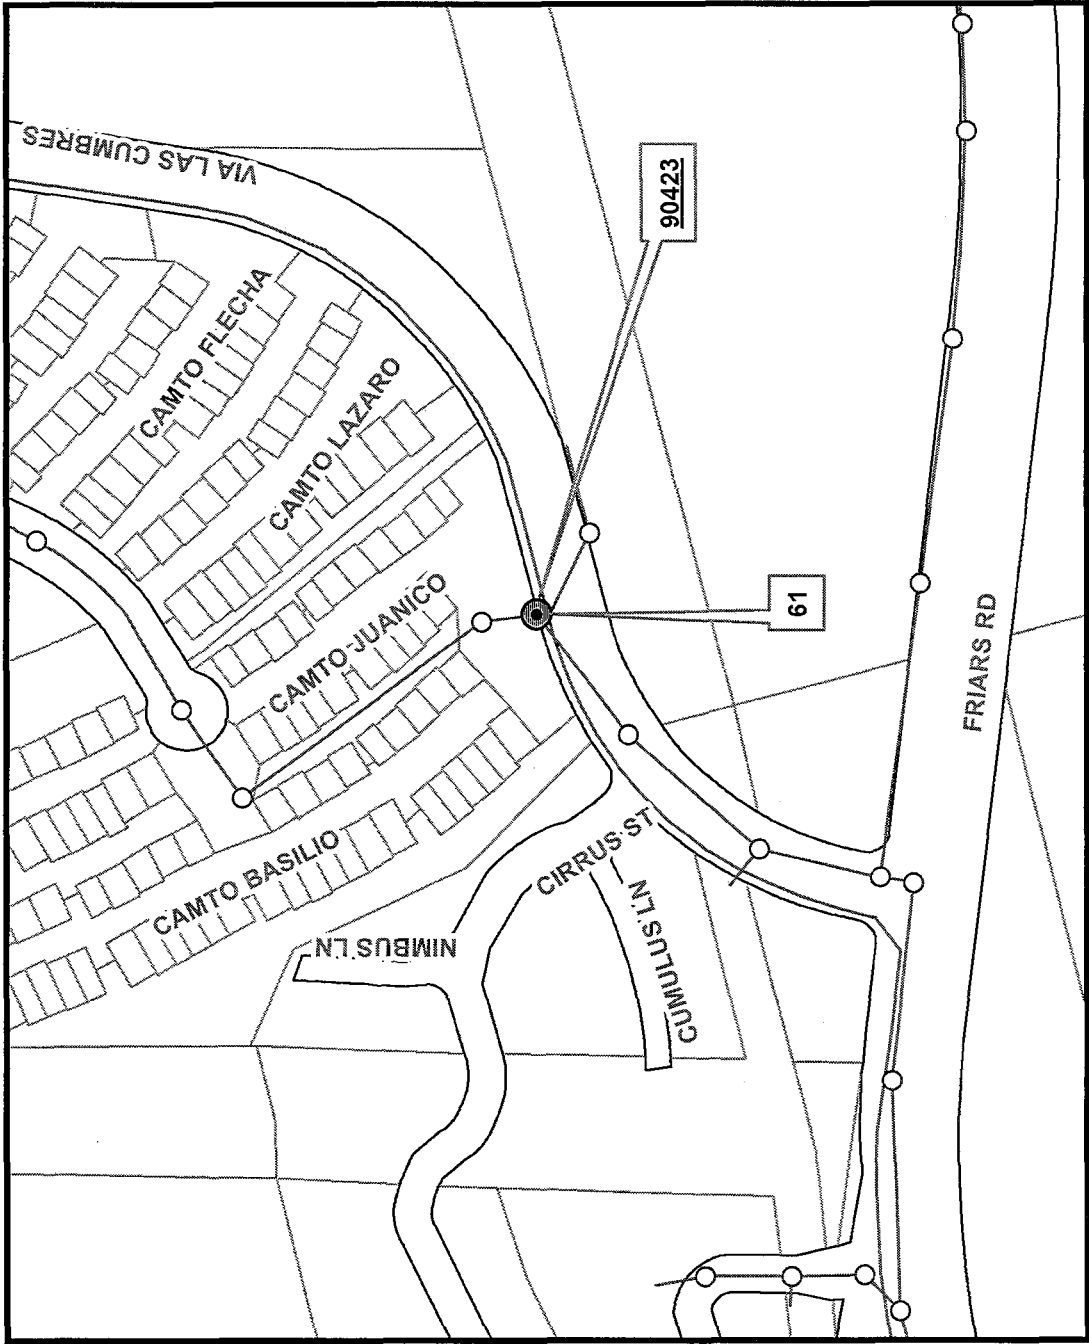 VIA LAS CUMBRES
CAMTO FLECHA
90423
CAMTO LAZARO
CAMTO JUANICO
61
FRIARS RD
CAMTO BASILIO
CIRRUS ST
NIMBUS LN
CUMULUS LN